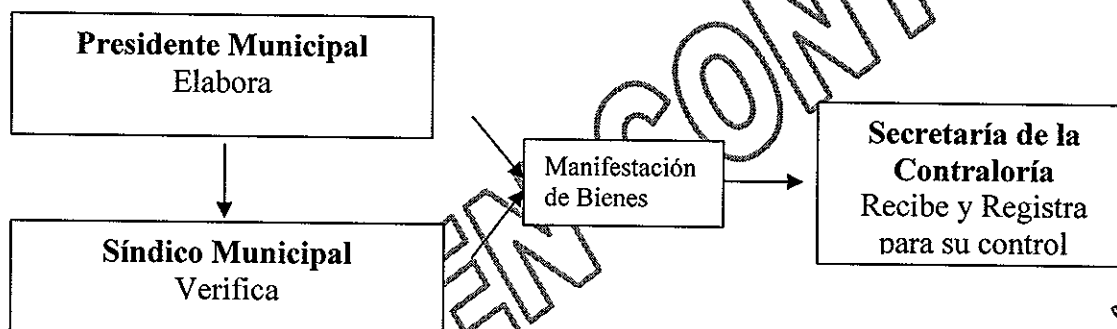 Presidente Municipal
Elabora
Síndico Municipal
Verifica
Manifestación
de Bienes
Secretaría de la
Contraloría
Recibe y Registra
para su control